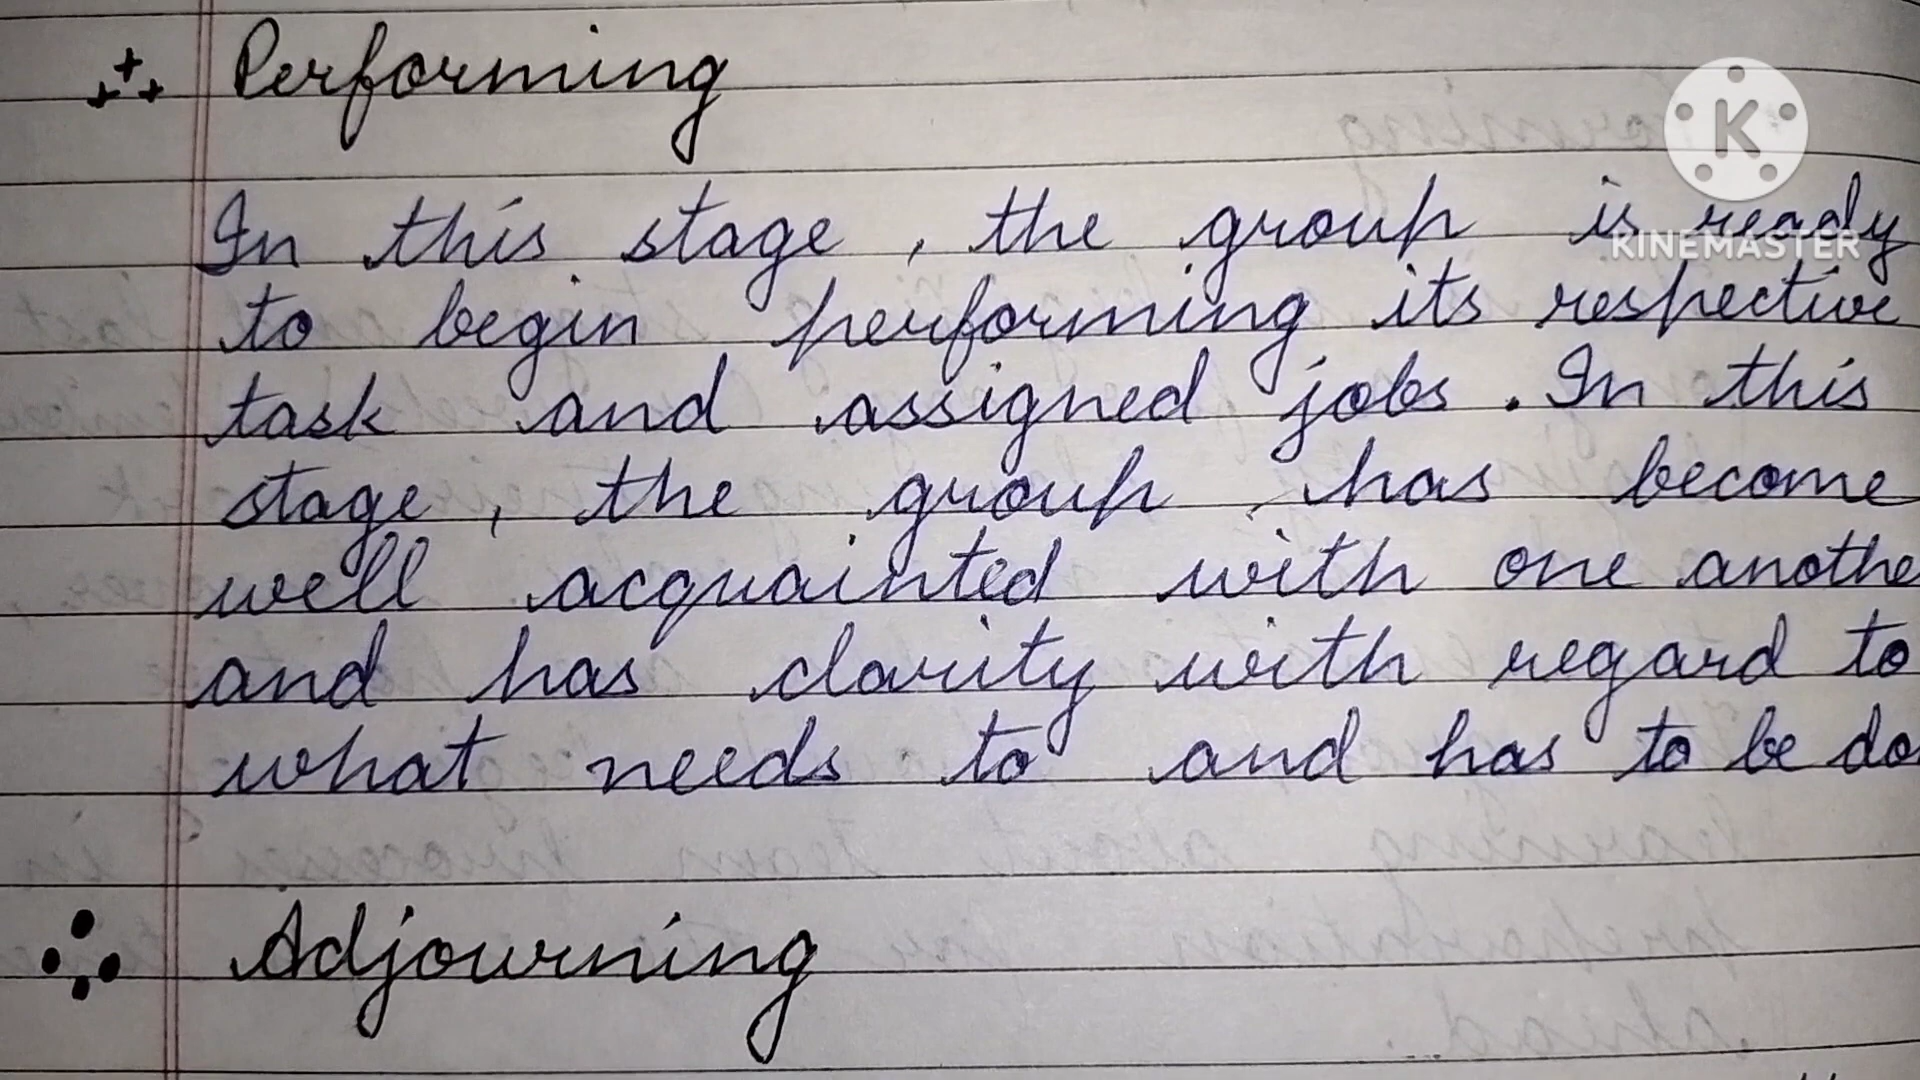 Performing
K
KINEMASTER
In this stage, the group is ready
to begin performing its respective
task and assigned jobs. In this
stage, the group has become
well acquainted with one anothe
and has clarity with regard to
what needs to and has to be do
Adjourning